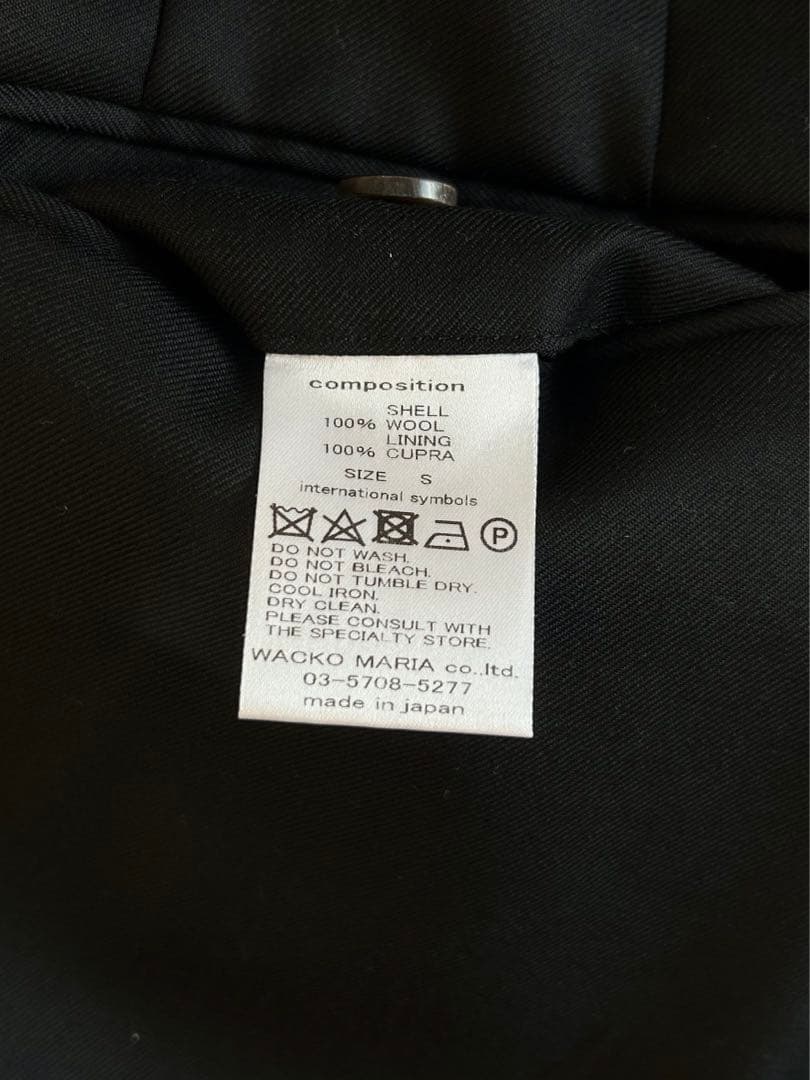 composition
SHELL
100% WOOL
LINING
100% CUPRA
SIZE S
international symbols
P
DO NOT WASH.
DO NOT BLEACH.
DO NOT TUMBLE DRY.
COOL IRON.
DRY CLEAN.
PLEASE CONSULT WITH
THE SPECIALTY STORE.
WACKO MARIA co.,ltd.
03-5708-5277
made in japan